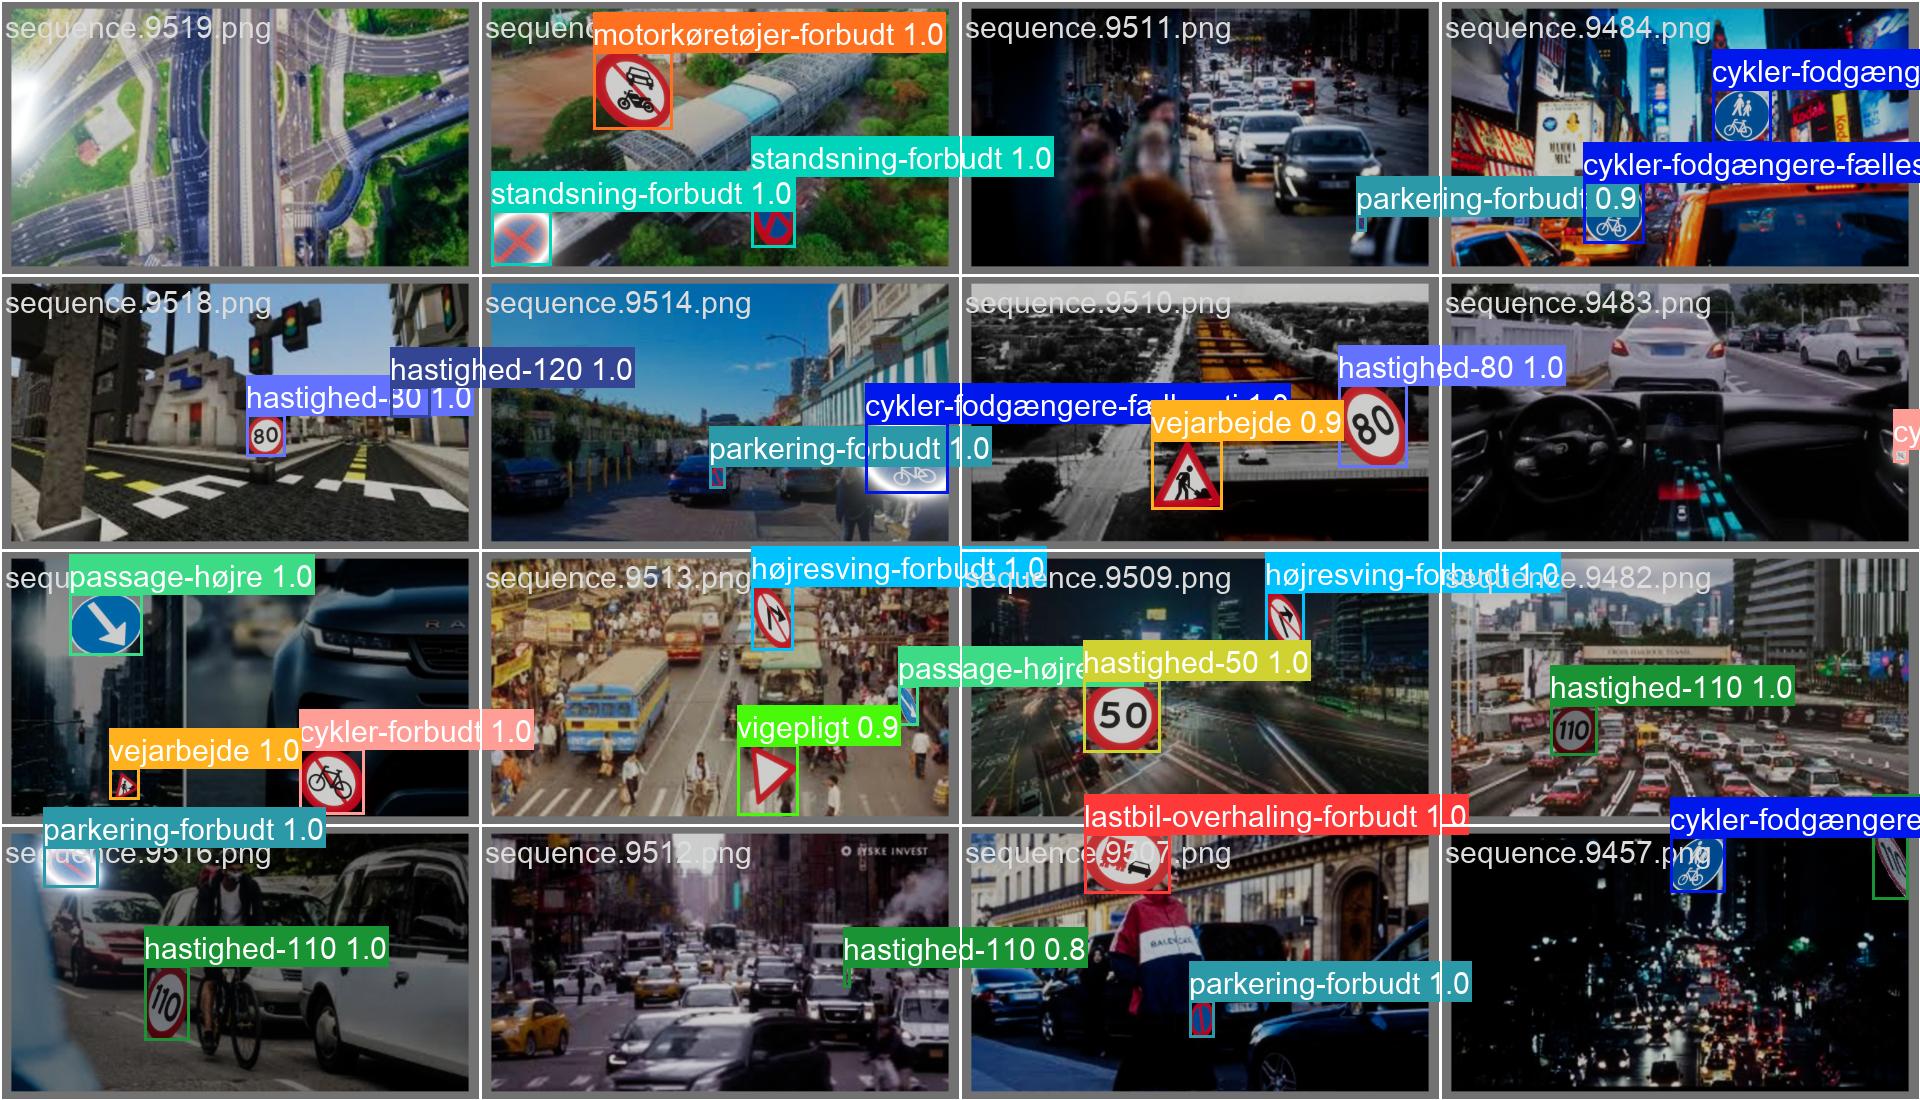 sequence.9519.png
sequenc
motorkøretøjer-forbudt 1.0
standsning-forbudt 1.0
standsning-forbudt 1.0
sequence.9511.png
parkering-forbudt 0.9
sequence.9484.png
cykler-fodgæng
cykler-fodgængere-fælles
Kodak
sequence.9518.png
hastighed-80 1.0
80
hastighed-120 1.0
sequence.9514.png
cykler-fodgængere-fællessti 1.0
parkering-forbudt 1.0
sequence.9510.png
vejarbejde 0.9
hastighed-80 1.0
80
sequence.9483.png
cy
sequ
passage-højre 1.0
vejarbejde 1.0
cykler-forbudt 1.0
sequence.9513.png
højresving-forbudt 1.0
passage-højre
vigepligt 0.9
sequence.9509.png
højresving-forbudt 1.0
hastighed-50 1.0
50
sequence.9482.png
hastighed-110 1.0
110
parkering-forbudt 1.0
sequence.9516.png
hastighed-110 1.0
110
sequence.9512.png
hastighed-110 0.8
lastbil-overhaling-forbudt 1.0
sequence.9507.png
parkering-forbudt 1.0
sequence.9457.png
cykler-fodgængere